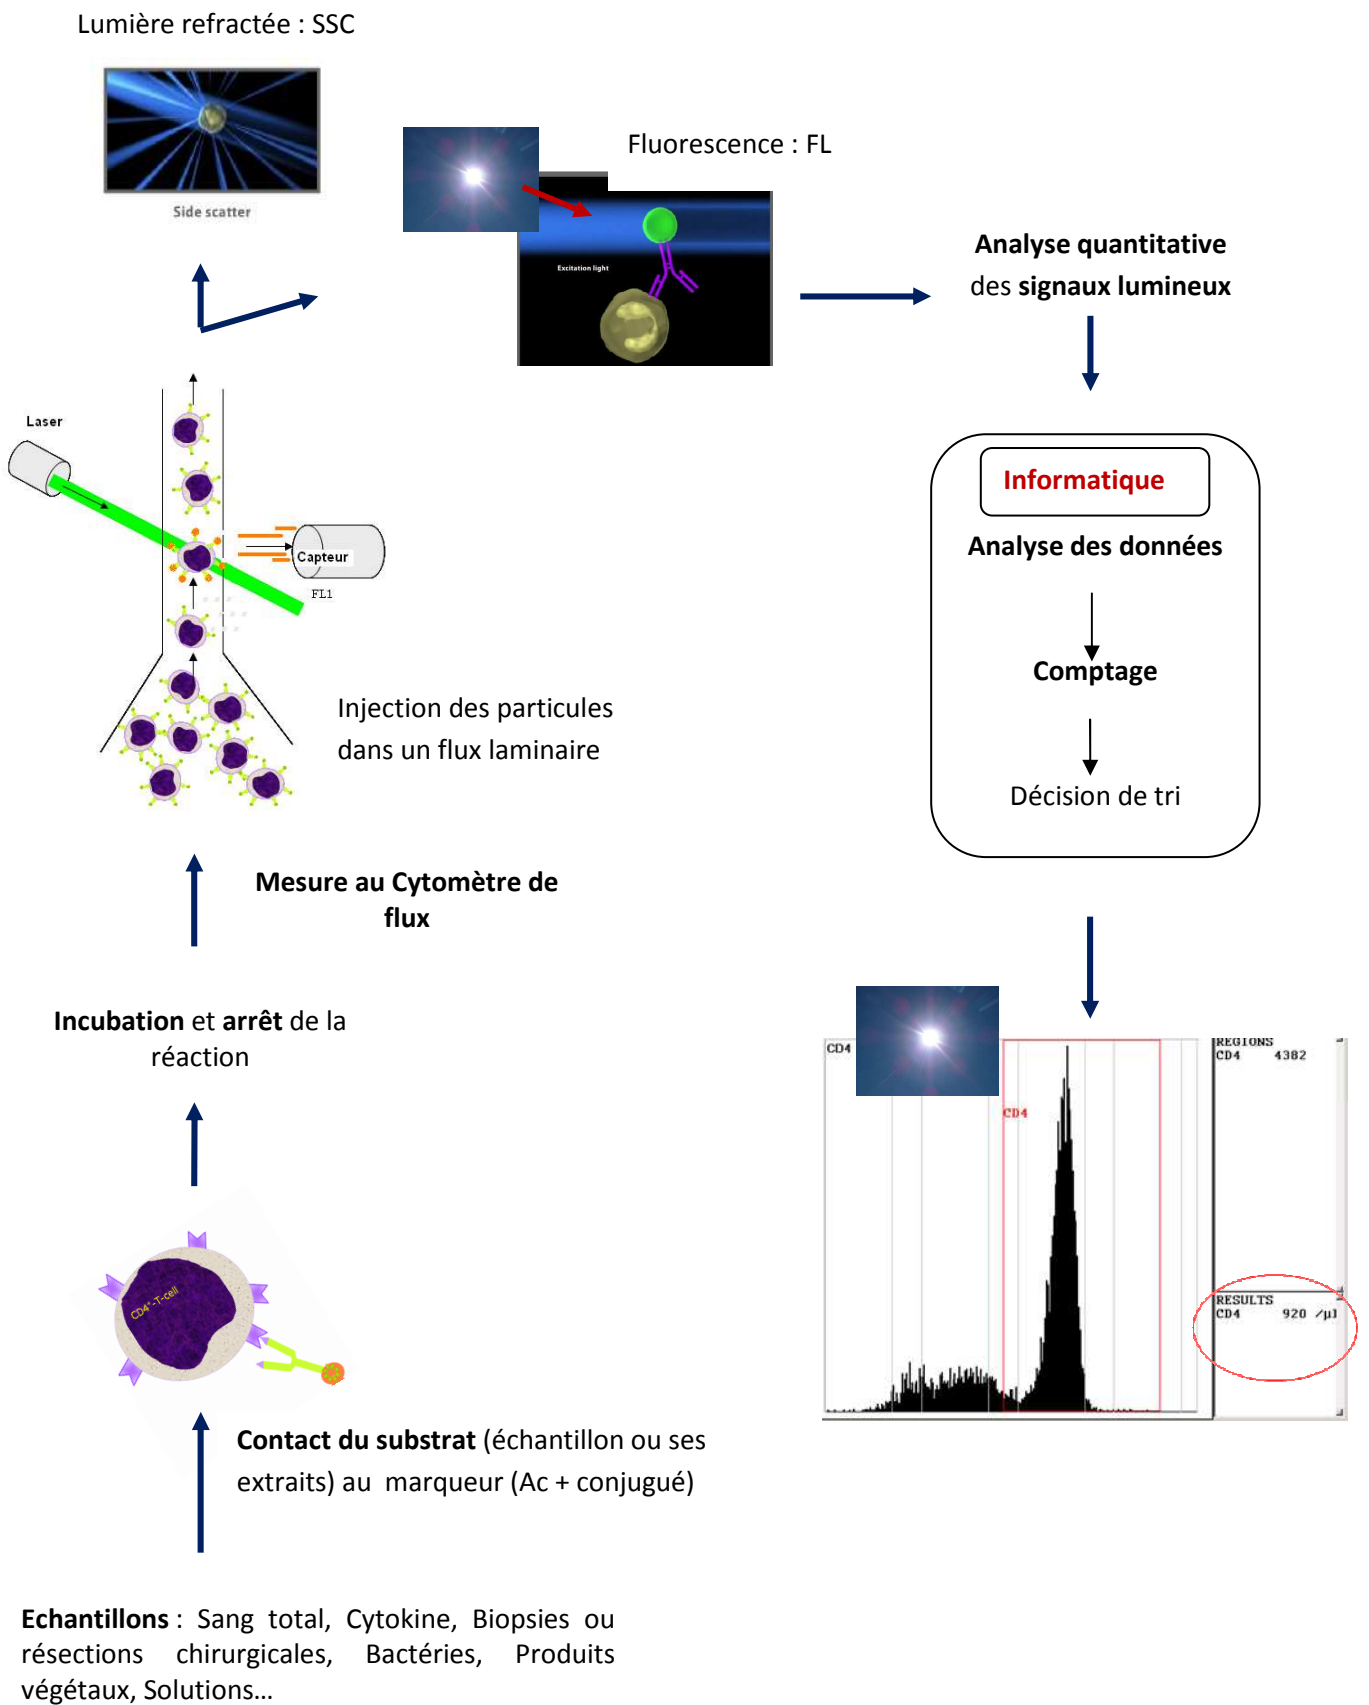 Lumière refractée : SSC
Side scatter
Fluorescence : FL
Excitation light
Analyse quantitative
des signaux lumineux
Laser
Capteur
FL1
Informatique
Analyse des données
Comptage
Décision de tri
Injection des particules
dans un flux laminaire
Mesure au Cytomètre de
flux
Incubation et arrêt de la
réaction
CD4
CD4
REGIONS
CD4 4382
RESULTS
CD4 920 /µl
CD4⁺-T-cell
Contact du substrat (échantillon ou ses
extraits) au marqueur (Ac + conjugué)
Echantillons : Sang total, Cytokine, Biopsies ou
résections chirurgicales, Bactéries, Produits
végétaux, Solutions...